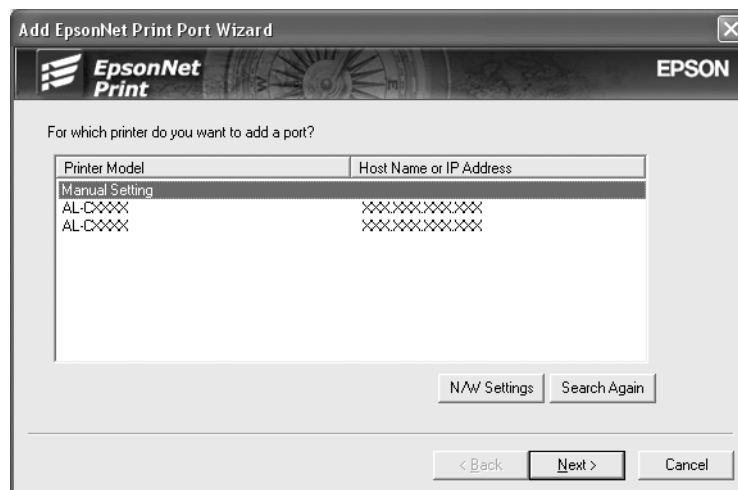 Add EpsonNet Print Port Wizard
EpsonNet
Print
EPSON
For which printer do you want to add a port?
Printer Model Host Name or IP Address
Manual Setting
AL-CXXXX XXX.XXX.XXX.XXX
AL-CXXXX XXX.XXX.XXX.XXX
N/W Settings Search Again
< Back Next > Cancel